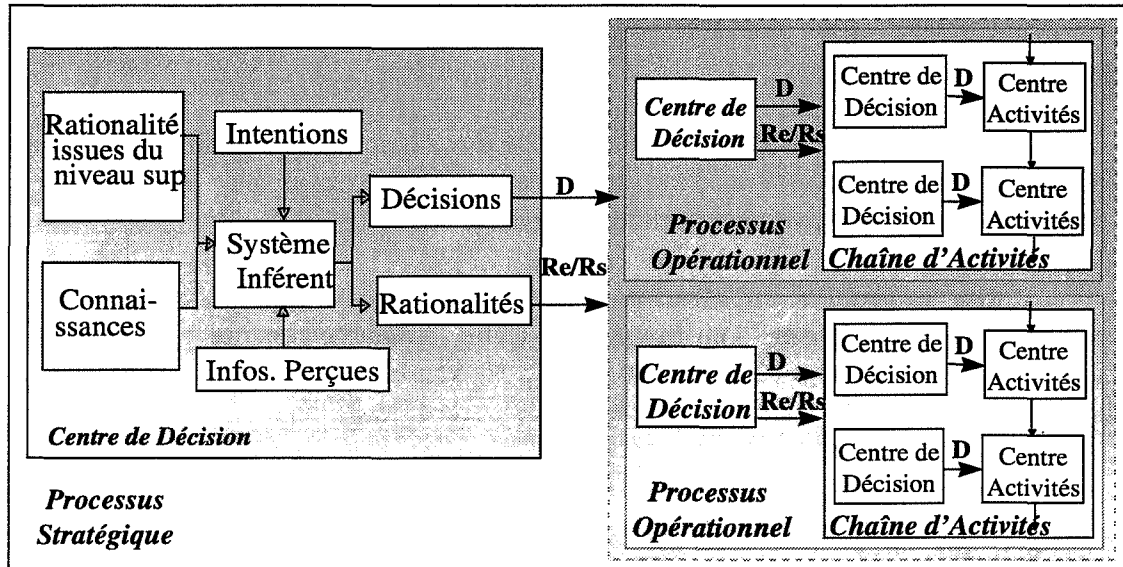 Rationalité
issues du
niveau sup
Intentions
Connai-
ssances
Système
Inférent
Infos. Perçues
Décisions
Rationalités
D
Re/Rs
Centre de Décision
Processus
Stratégique
Centre de
Décision
D
Re/Rs
Centre de
Décision
D
Centre
Activités
Centre de
Décision
D
Centre
Activités
Processus
Opérationnel
Chaîne d'Activités
Centre de
Décision
D
Re/Rs
Centre de
Décision
D
Centre
Activités
Centre de
Décision
D
Centre
Activités
Processus
Opérationnel
Chaîne d'Activités